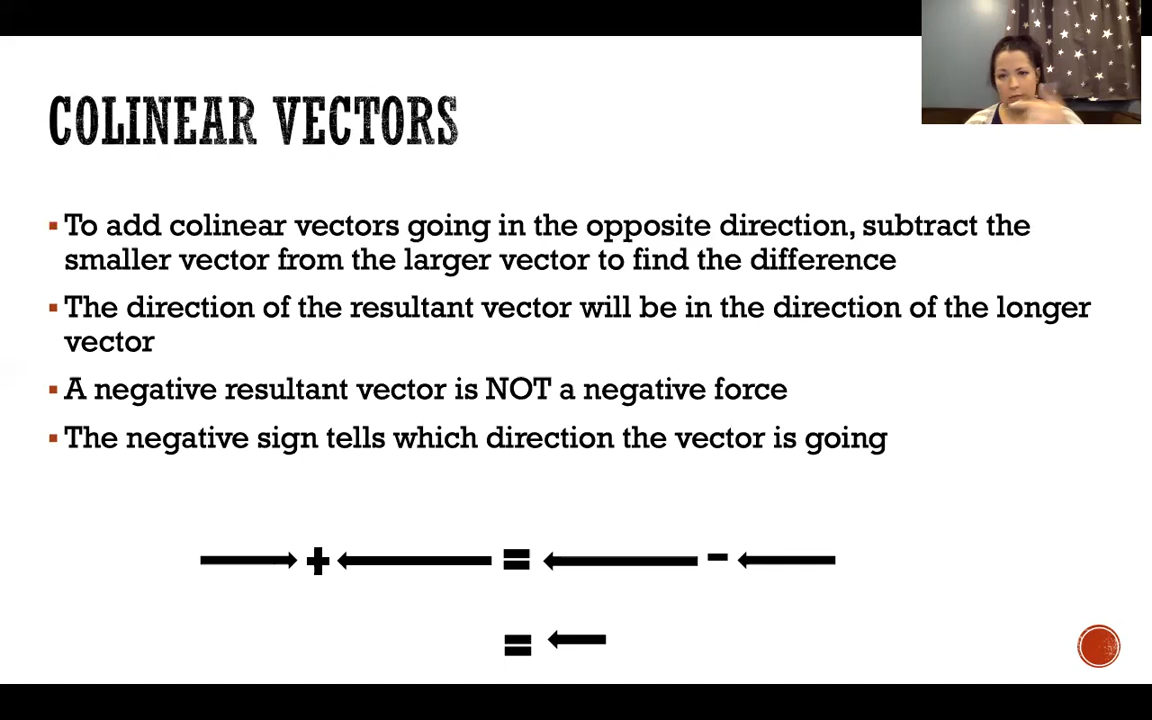 COLINEAR VECTORS
To add colinear vectors going in the opposite direction, subtract the
smaller vector from the larger vector to find the difference
The direction of the resultant vector will be in the direction of the longer
vector
A negative resultant vector is NOT a negative force
The negative sign tells which direction the vector is going
+ = -
=